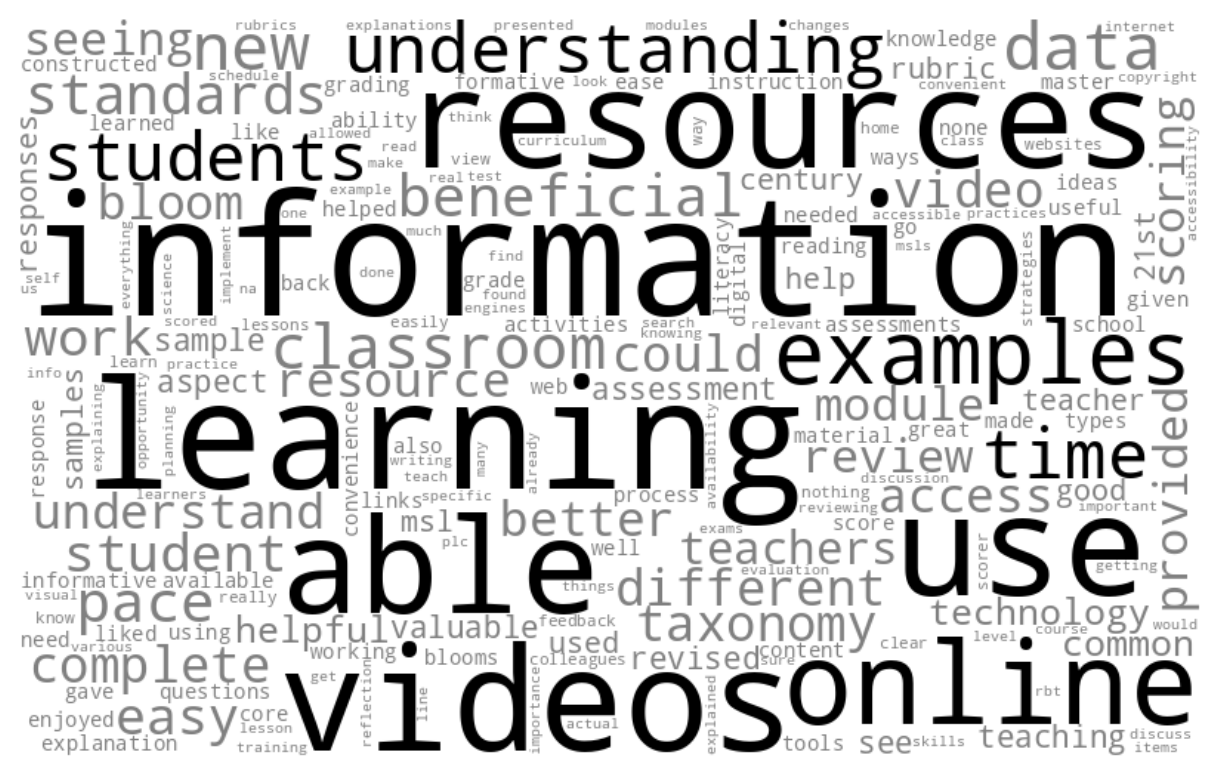 rubrics explanations presented modules changes internet
seeing new understanding knowledge data
constructed schedule formative look ease instruction rubric master copyright
standards grading resources convenient
learned like allowed ability think way home none class websites scoring
responses students make read view curriculum ways accessibility
real test century video ideas
bloom example helped beneficial needed accessible practices useful
one much literacy go msls 21st
information
everything science implement find digital reading strategies
self us na back done grade found engines help given
work scored lessons easily activities search knowing relevant assessments school
sample classroom could examples
info learn practice aspect resource web assessment module teacher
samples explaining opportunity planning learning made types provided
response convenience also material great review time
writing many already availability
teach discussion
learners links specific process nothing access good
understand msl better reviewing score important
student plc able well exams teachers use scorer getting
informative available things evaluation different
visual pace really technology would
know need liked using helpful valuable feedback taxonomy course
various working used clear level common
complete blooms colleagues revised content sure
gave questions get videos online rbt
enjoyed easy core reflection line importance actual explained
lesson discuss
explanation training tools see skills teaching items